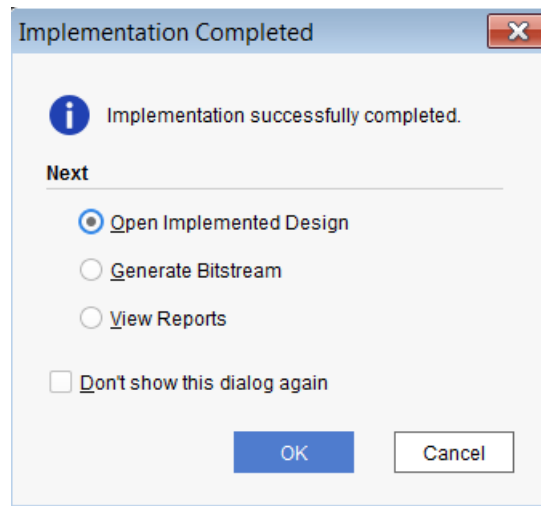 Implementation Completed
Implementation successfully completed.
Next
Open Implemented Design
Generate Bitstream
View Reports
Don't show this dialog again
OK
Cancel